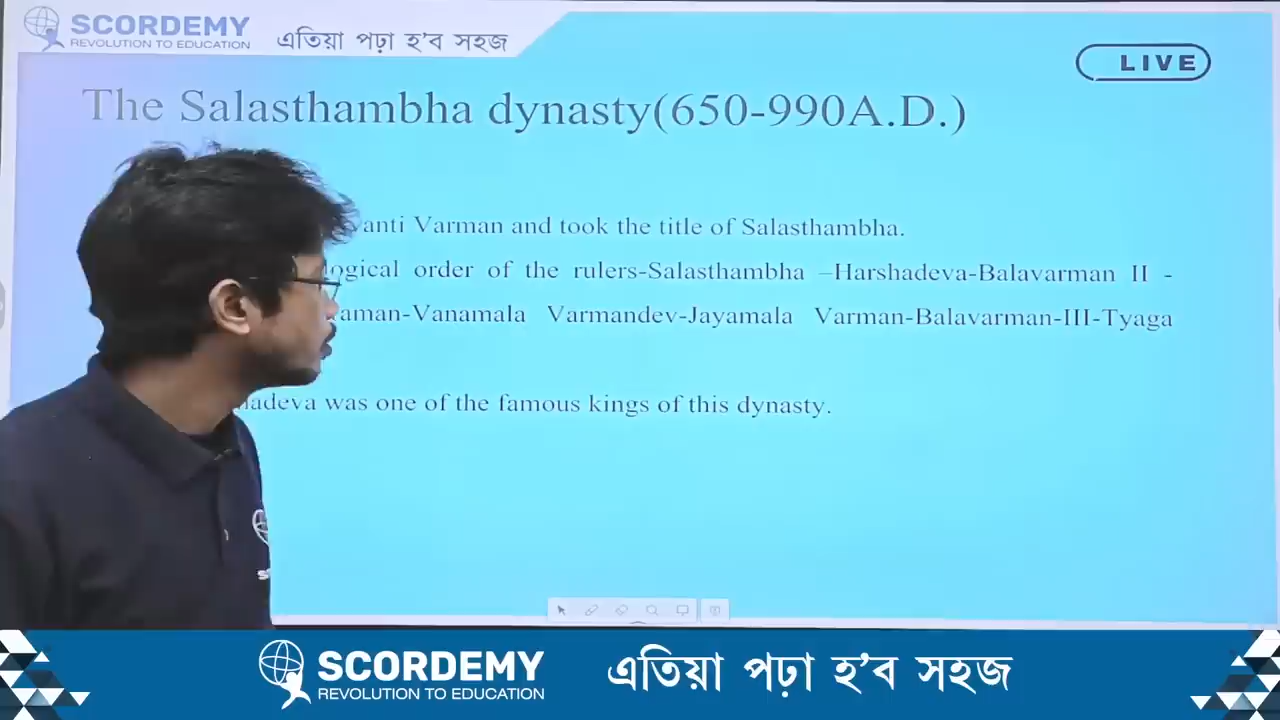 SCORDEMY
REVOLUTION TO EDUCATION
এতিয়া পঢ়া হ'ব সহজ
LIVE
The Salasthambha dynasty(650-990A.D.)
vanti Varman and took the title of Salasthambha.
ogical order of the rulers-Salasthambha –Harshadeva-Balavarman II -
aman-Vanamala Varmandev-Jayamala Varman-Balavarman-III-Tyaga
adeva was one of the famous kings of this dynasty.
SCORDEMY
REVOLUTION TO EDUCATION
এতিয়া পঢ়া হ'ব সহজ